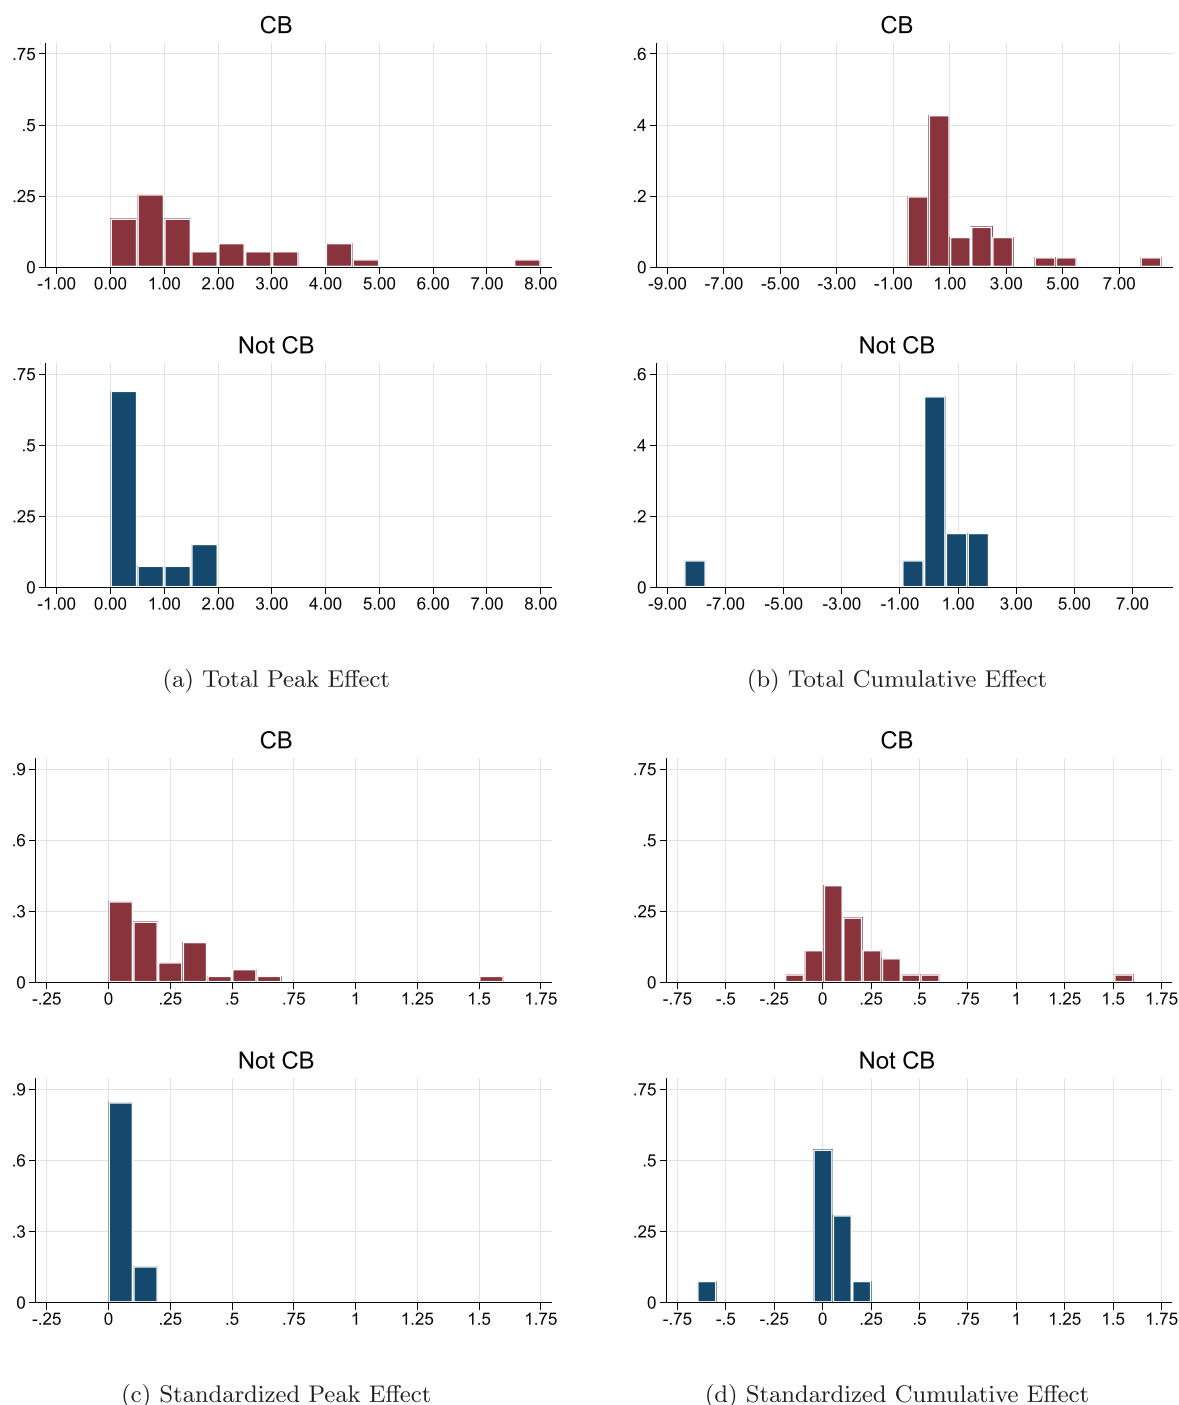 CB
.75
.5
.25
0
-1.00 0.00 1.00 2.00 3.00 4.00 5.00 6.00 7.00 8.00
Not CB
.75
.5
.25
0
-1.00 0.00 1.00 2.00 3.00 4.00 5.00 6.00 7.00 8.00
(a) Total Peak Effect
CB
.6
.4
.2
0
-9.00 -7.00 -5.00 -3.00 -1.00 1.00 3.00 5.00 7.00
Not CB
.6
.4
.2
0
-9.00 -7.00 -5.00 -3.00 -1.00 1.00 3.00 5.00 7.00
(b) Total Cumulative Effect
CB
.9
.6
.3
0
-.25 0 .25 .5 .75 1 1.25 1.5 1.75
Not CB
.9
.6
.3
0
-.25 0 .25 .5 .75 1 1.25 1.5 1.75
(c) Standardized Peak Effect
CB
.75
.5
.25
0
-.75 -.5 -.25 0 .25 .5 .75 1 1.25 1.5 1.75
Not CB
.75
.5
.25
0
-.75 -.5 -.25 0 .25 .5 .75 1 1.25 1.5 1.75
(d) Standardized Cumulative Effect